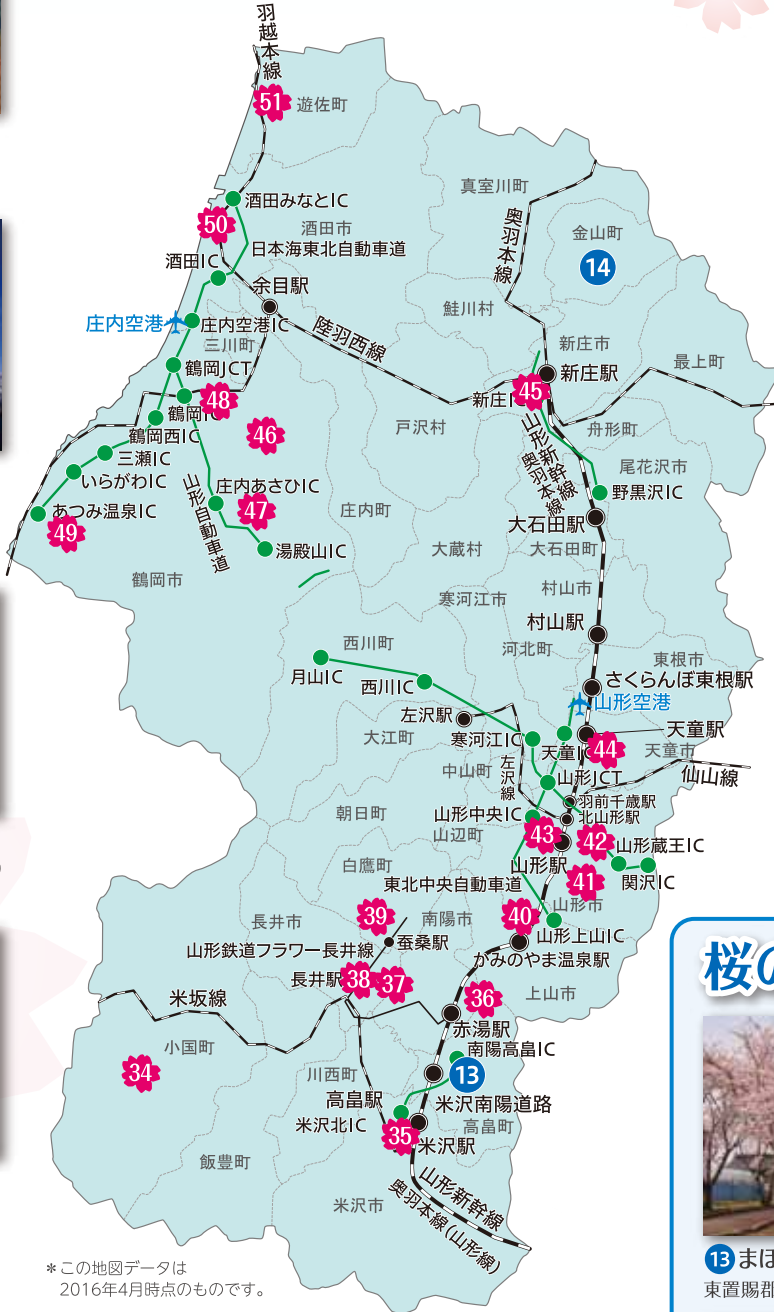 羽越本線
51
遊佐町
真室川町
酒田みなとIC
50
酒田市
奥羽本線
金山町
日本海東北自動車道
14
酒田IC
余目駅
鮭川村
庄内空港
庄内空港IC
陸羽西線
三川町
新庄市
最上町
鶴岡JCT
新庄駅
新庄IC
45
48
鶴岡IC
鶴岡西IC
46
戸沢村
山形新幹線
奥羽本線
舟形町
三瀬IC
尾花沢市
いらがわIC
庄内あさひIC
野黒沢IC
あつみ温泉IC
山形自動車道
47
庄内町
大石田駅
49
湯殿山IC
大蔵村
大石田町
鶴岡市
寒河江市
村山市
村山駅
西川町
河北町
東根市
月山IC
西川IC
さくらんぼ東根駅
山形空港
左沢駅
天童駅
大江町
寒河江IC
天童IC
44
天童市
中山町
左沢線
山形JCT
仙山線
朝日町
山形中央IC
羽前千歳駅
北山形駅
山辺町
43
42
山形蔵王IC
白鷹町
山形駅
東北中央自動車道
41
関沢IC
39
40
山形市
長井市
南陽市
山形上山IC
山形鉄道フラワー長井線
蚕桑駅
かみのやま温泉駅
長井駅
38
37
上山市
米坂線
36
赤湯駅
小国町
南陽高畠IC
34
川西町
13
高畠駅
米沢南陽道路
米沢北IC
高畠町
35
米沢駅
飯豊町
山形新幹線
奥羽本線(山形線)
米沢市
*この地図データは
2016年4月時点のものです。
桜の
13まほ
東置賜郡